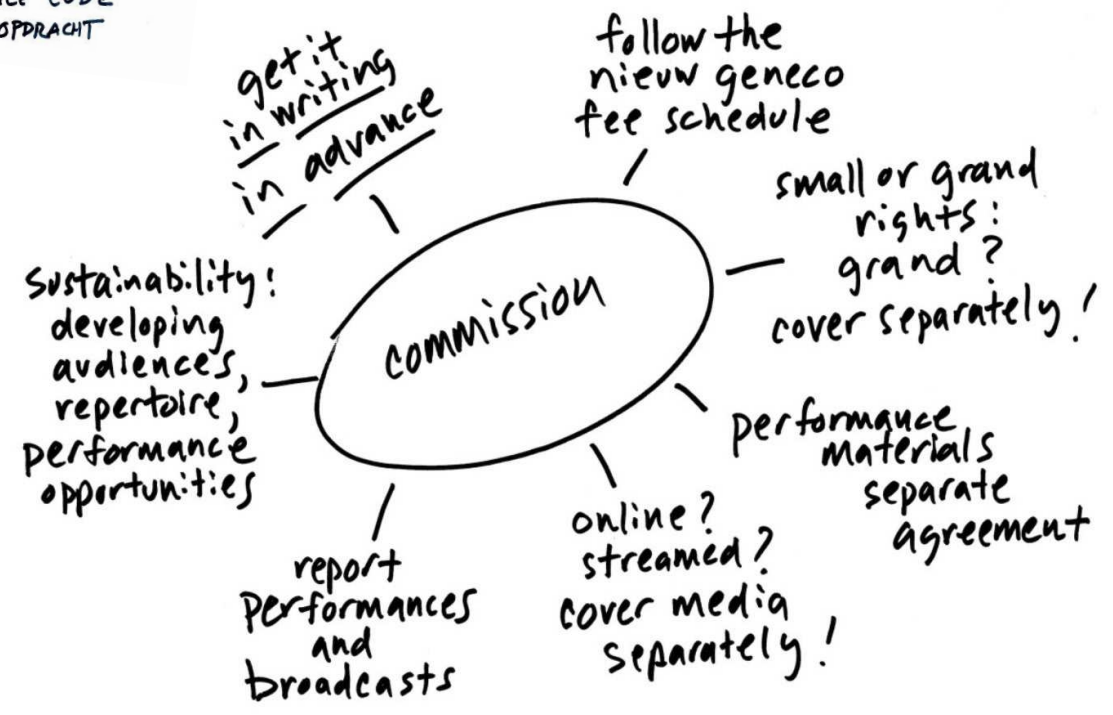 OPDRACHT
get it
in writing
in advance
follow the
nieuw geneco
fee schedule
small or grand
rights:
grand?
cover separately!
commission
sustainability:
developing
audiences,
repertoire,
performance
opportunities
performance
materials
separate
agreement
online?
streamed?
cover media
separately!
report
performances
and
broadcasts